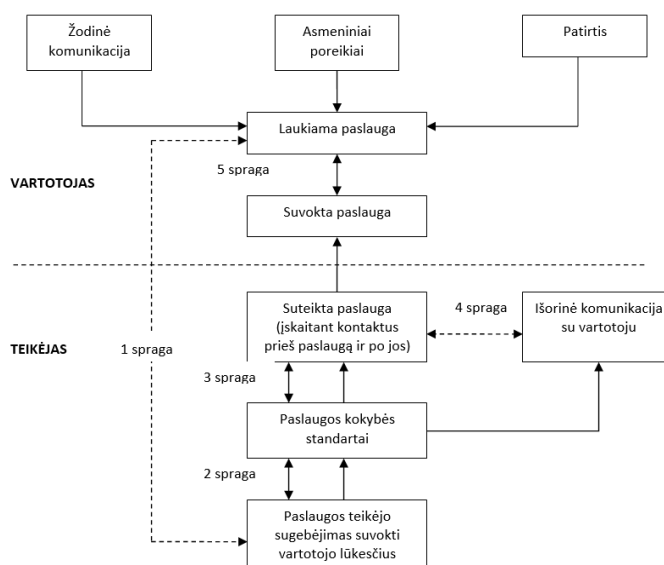 Žodinė
komunikacija
Asmeniniai
poreikiai
Patirtis
Laukiama paslauga
5 spraga
VARTOTOJAS
Suvokta paslauga
Suteikta paslauga
(įskaitant kontaktus
prieš paslaugą ir po jos)
4 spraga
Išorinė komunikacija
su vartotoju
TEIKĖJAS
1 spraga
3 spraga
Paslaugos kokybės
standartai
2 spraga
Paslaugos teikėjo
sugebėjimas suvokti
vartotojo lūkesčius